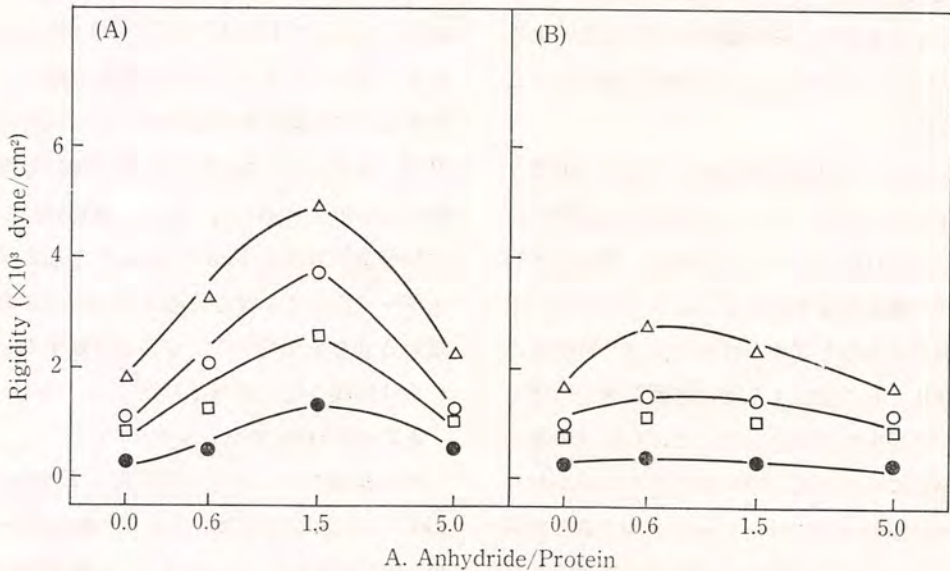 (A)
(B)
Rigidity (×10³ dyne/cm²)
6
4
2
0
0.0 0.6 1.5 5.0
0.0 0.6 1.5 5.0
A. Anhydride/Protein